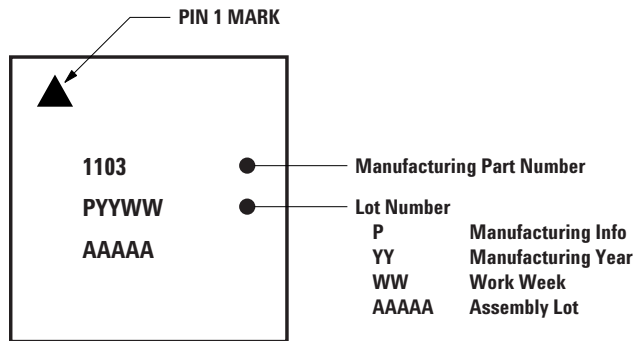 PIN 1 MARK
1103
Manufacturing Part Number
PYYWW
Lot Number
P Manufacturing Info
YY Manufacturing Year
AAAAA
WW Work Week
AAAAA Assembly Lot